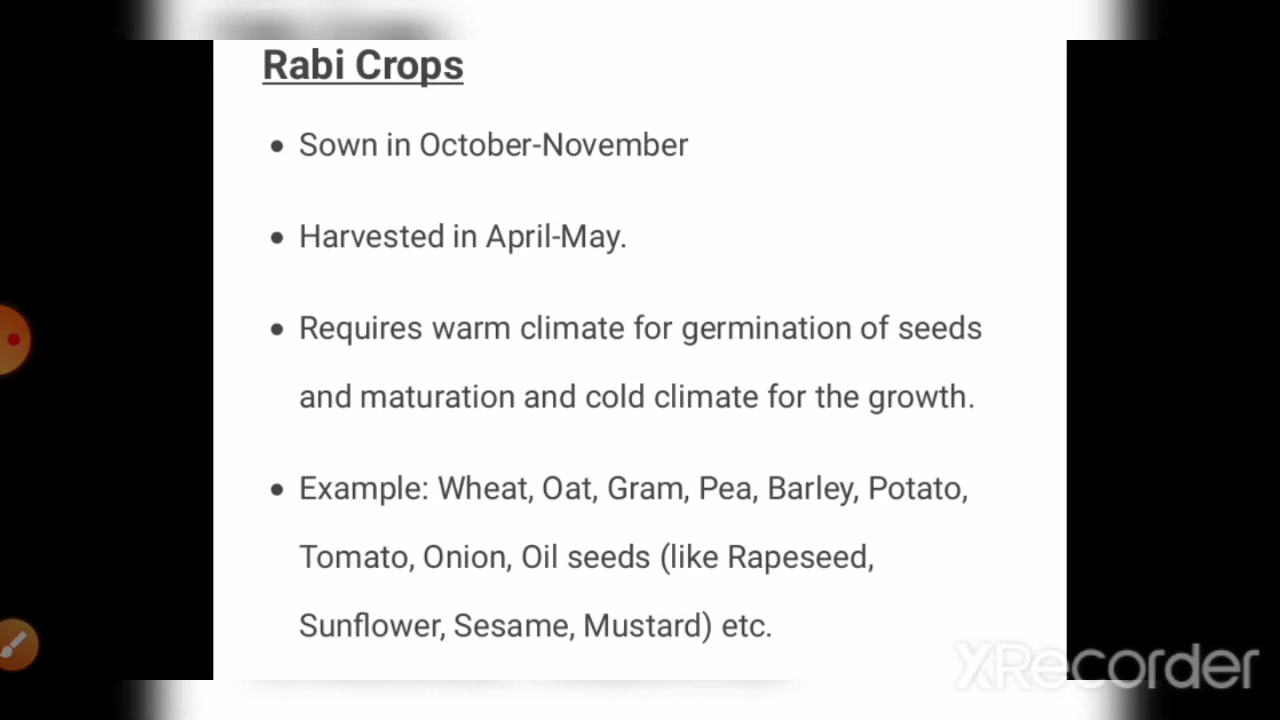 Rabi Crops
• Sown in October-November
• Harvested in April-May.
• Requires warm climate for germination of seeds
and maturation and cold climate for the growth.
• Example: Wheat, Oat, Gram, Pea, Barley, Potato,
Tomato, Onion, Oil seeds (like Rapeseed,
Sunflower, Sesame, Mustard) etc.
XRecorder